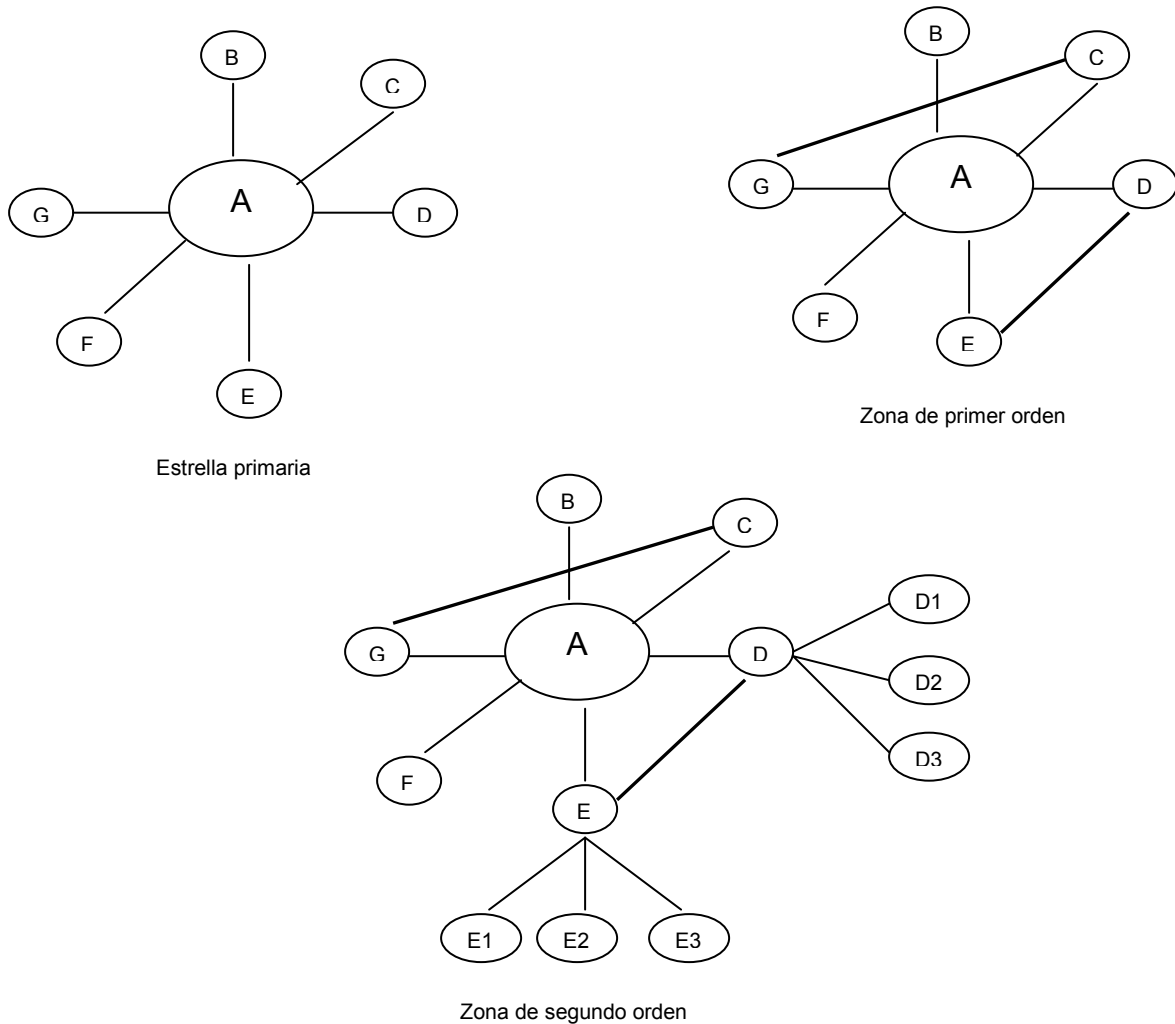 B
C
A
G
D
F
E
Estrella primaria
B
C
A
G
D
F
E
Zona de primer orden
B
C
A
G
D
D1
D2
D3
F
E
E1 E2 E3
Zona de segundo orden